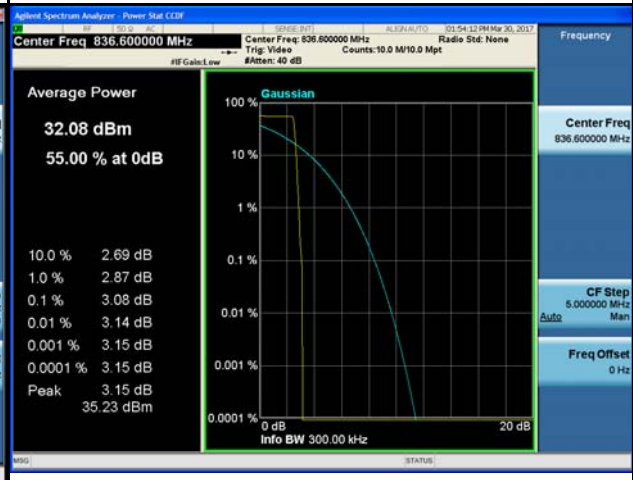 Agilent Spectrum Analyzer - Power Stat CCDF
RF 50 Ω AC SENSE:INT ALIGN AUTO 01:54:12 PM Mar 30, 2017
Center Freq 836.600000 MHz
Center Freq: 836.600000 MHz Radio Std: None
Trig: Video Counts:10.0 M/10.0 Mpt
#IFGain:Low #Atten: 40 dB
Frequency
Average Power
32.08 dBm
55.00 % at 0dB
10.0 % 2.69 dB
1.0 % 2.87 dB
0.1 % 3.08 dB
0.01 % 3.14 dB
0.001 % 3.15 dB
0.0001 % 3.15 dB
Peak 3.15 dB
35.23 dBm
Gaussian
100 %
10 %
1 %
0.1 %
0.01 %
0.001 %
0.0001 %
0 dB 20 dB
Info BW 300.00 kHz
Center Freq
836.600000 MHz
CF Step
5.000000 MHz
Auto Man
Freq Offset
0 Hz
MSG STATUS